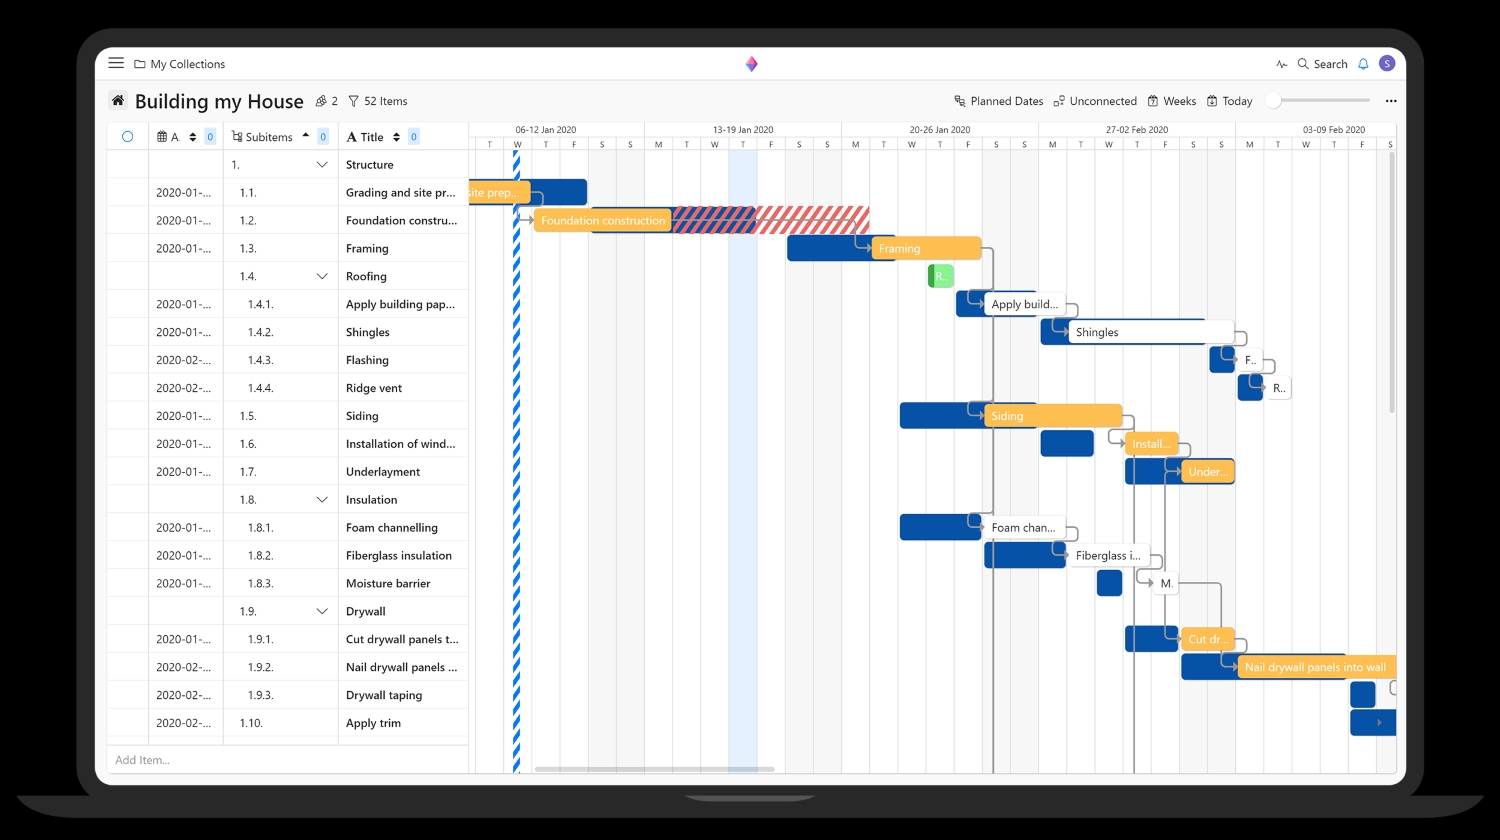 My Collections
Search
S
Building my House
2
52 Items
Planned Dates
Unconnected
Weeks
Today
A. 0 Subitems 0 A Title 0
06-12 Jan 2020 13-19 Jan 2020 20-26 Jan 2020 27-02 Feb 2020 03-09 Feb 2020
T W T F S S M T W T F S S M T W T F S S M T W T F S S M T W T F S
1. Structure
2020-01-... 1.1. Grading and site pr... site prep...
2020-01-... 1.2. Foundation constru... Foundation construction
2020-01-... 1.3. Framing Framing
1.4. Roofing R..
2020-01-... 1.4.1. Apply building pap... Apply build...
2020-01-... 1.4.2. Shingles Shingles
2020-02-... 1.4.3. Flashing F..
2020-02-... 1.4.4. Ridge vent R..
2020-01-... 1.5. Siding Siding
2020-01-... 1.6. Installation of wind... Install...
2020-01-... 1.7. Underlayment Under...
1.8. Insulation
2020-01-... 1.8.1. Foam channelling Foam chan...
2020-01-... 1.8.2. Fiberglass insulation Fiberglass i...
2020-01-... 1.8.3. Moisture barrier M.
1.9. Drywall
2020-01-... 1.9.1. Cut drywall panels t... Cut dr...
2020-02-... 1.9.2. Nail drywall panels ... Nail drywall panels into wall
2020-02-... 1.9.3. Drywall taping
2020-02-... 1.10. Apply trim
Add Item...